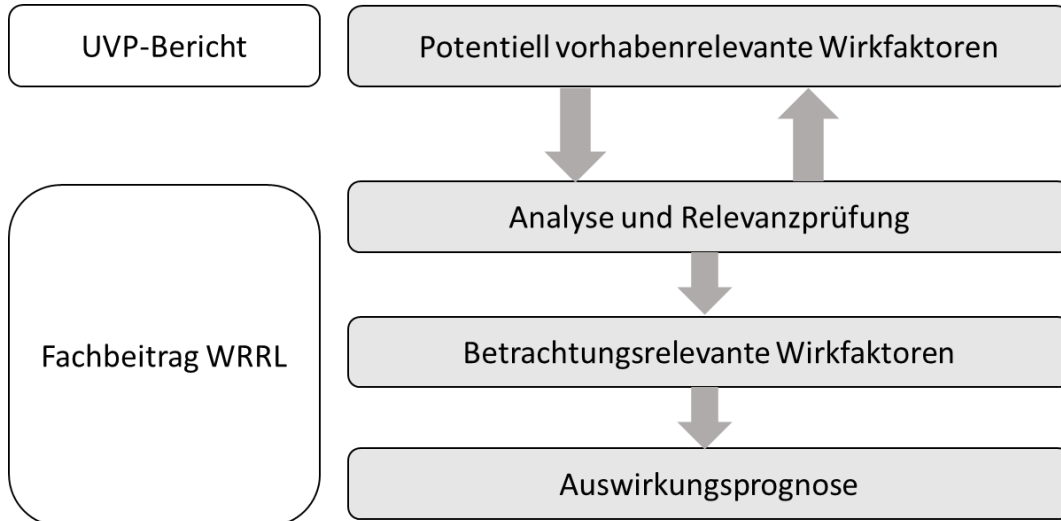 UVP-Bericht
Potentiell vorhabenrelevante Wirkfaktoren
Analyse und Relevanzprüfung
Fachbeitrag WRRL
Betrachtungsrelevante Wirkfaktoren
Auswirkungsprognose